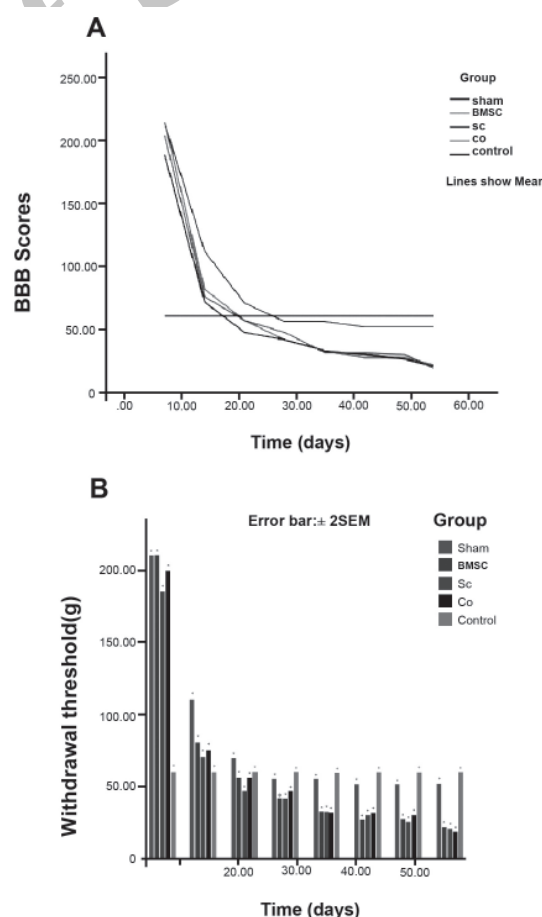 A
BBB Scores
250.00
200.00
150.00
100.00
50.00
0
.00 10.00 20.00 30.00 40.00 50.00 60.00
Time (days)
Group
sham
BMSC
sc
co
control
Lines show Mear
B
Error bar:± 2SEM
Withdrawal threshold(g)
200.00
150.00
100.00
50.00
0
20.00 30.00 40.00 50.00
Time (days)
Group
Sham
BMSC
Sc
Co
Control